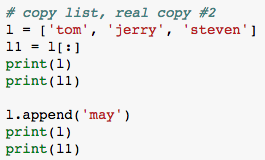 # copy list, real copy #2
l = ['tom', 'jerry', 'steven']
l1 = l[:]
print(l)
print(l1)

l.append('may')
print(l)
print(l1)